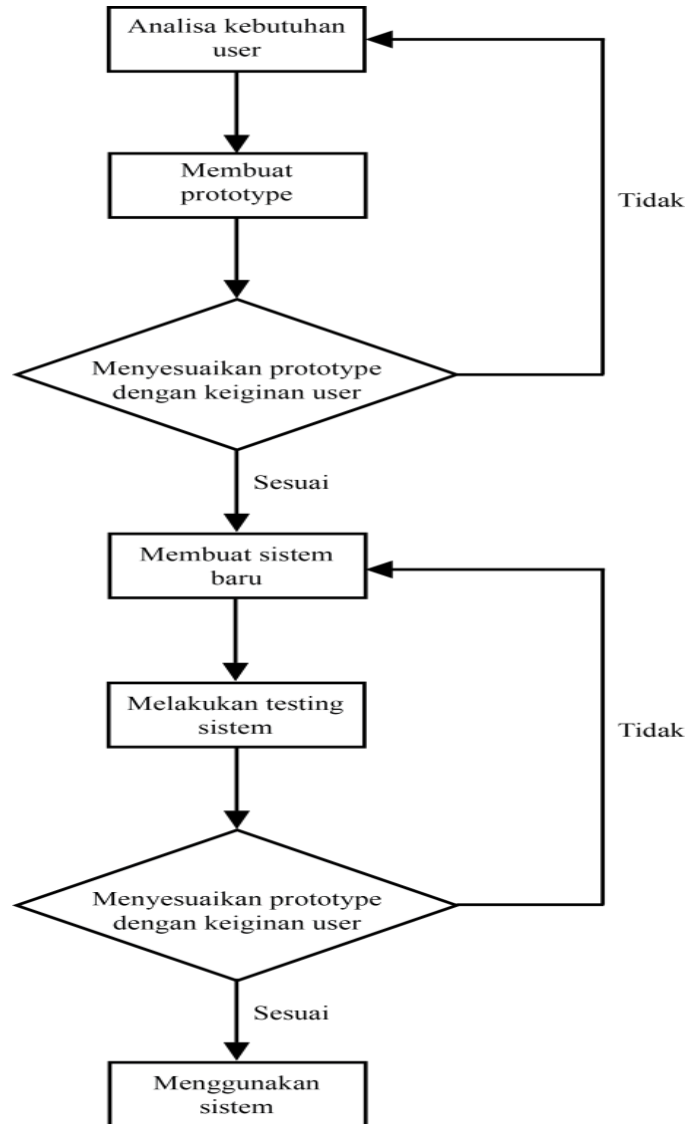 Analisa kebutuhan
user
Membuat
prototype
Tidak
Menyesuaikan prototype
dengan keiginan user
Sesuai
Membuat sistem
baru
Melakukan testing
sistem
Tidak
Menyesuaikan prototype
dengan keiginan user
Sesuai
Menggunakan
sistem